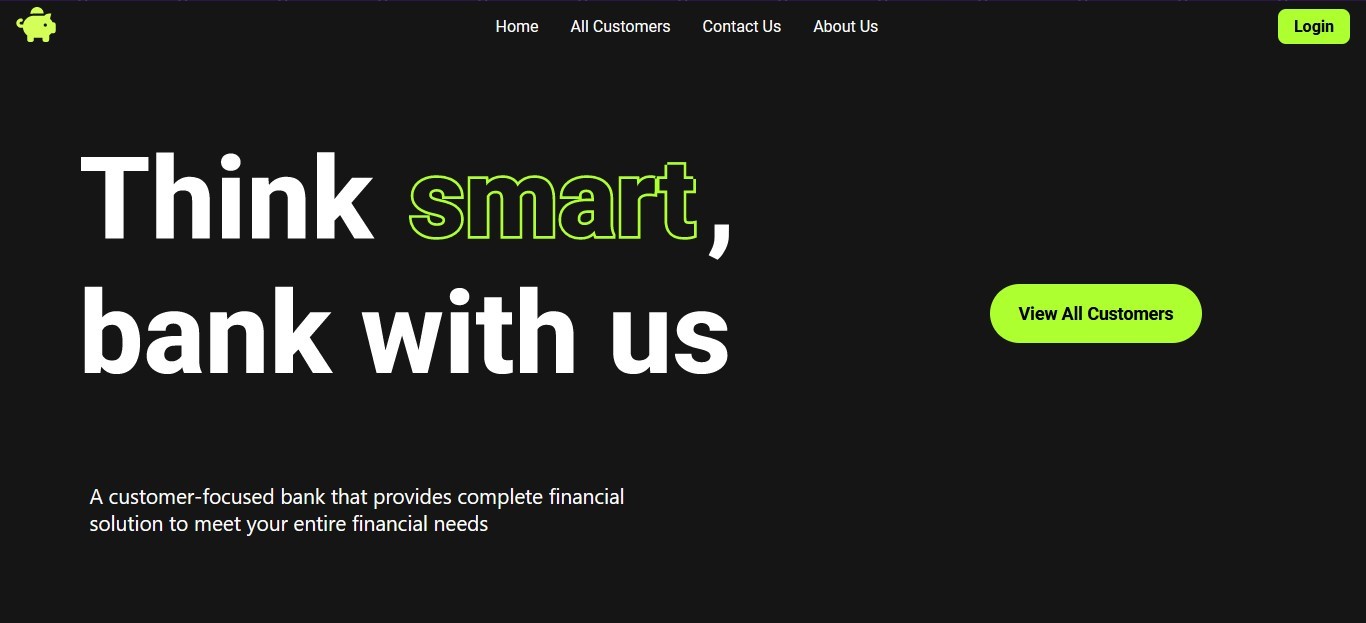 Home All Customers Contact Us About Us Login
Think smart,
bank with us
View All Customers
A customer-focused bank that provides complete financial
solution to meet your entire financial needs